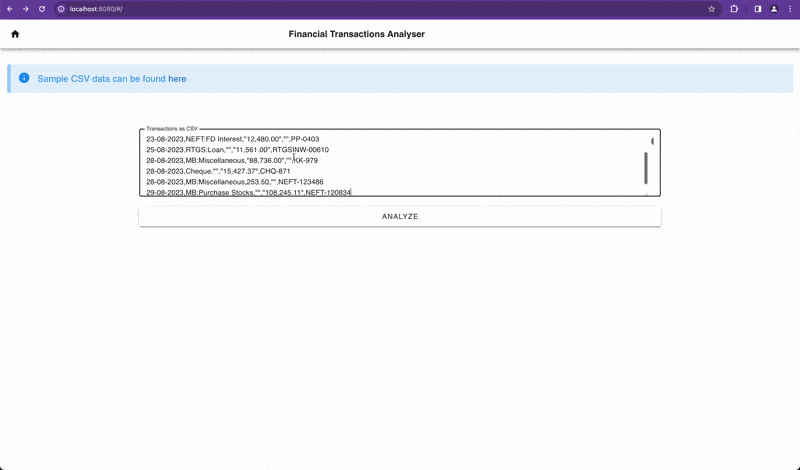 localhost:8080/#/
Financial Transactions Analyser
Sample CSV data can be found here
Transactions as CSV
23-08-2023,NEFT:FD Interest,"12,480.00","",PP-0403
25-08-2023,RTGS:Loan,"","11,561.00",RTGSINW-00610
28-08-2023,MB:Miscellaneous,"88,736.00","",KK-979
28-08-2023,Cheque,"","15,427.37",CHQ-871
28-08-2023,MB:Miscellaneous,253.50,"",NEFT-123486
29-08-2023,MB:Purchase Stocks,"","108,245.11",NEFT-120834
ANALYZE